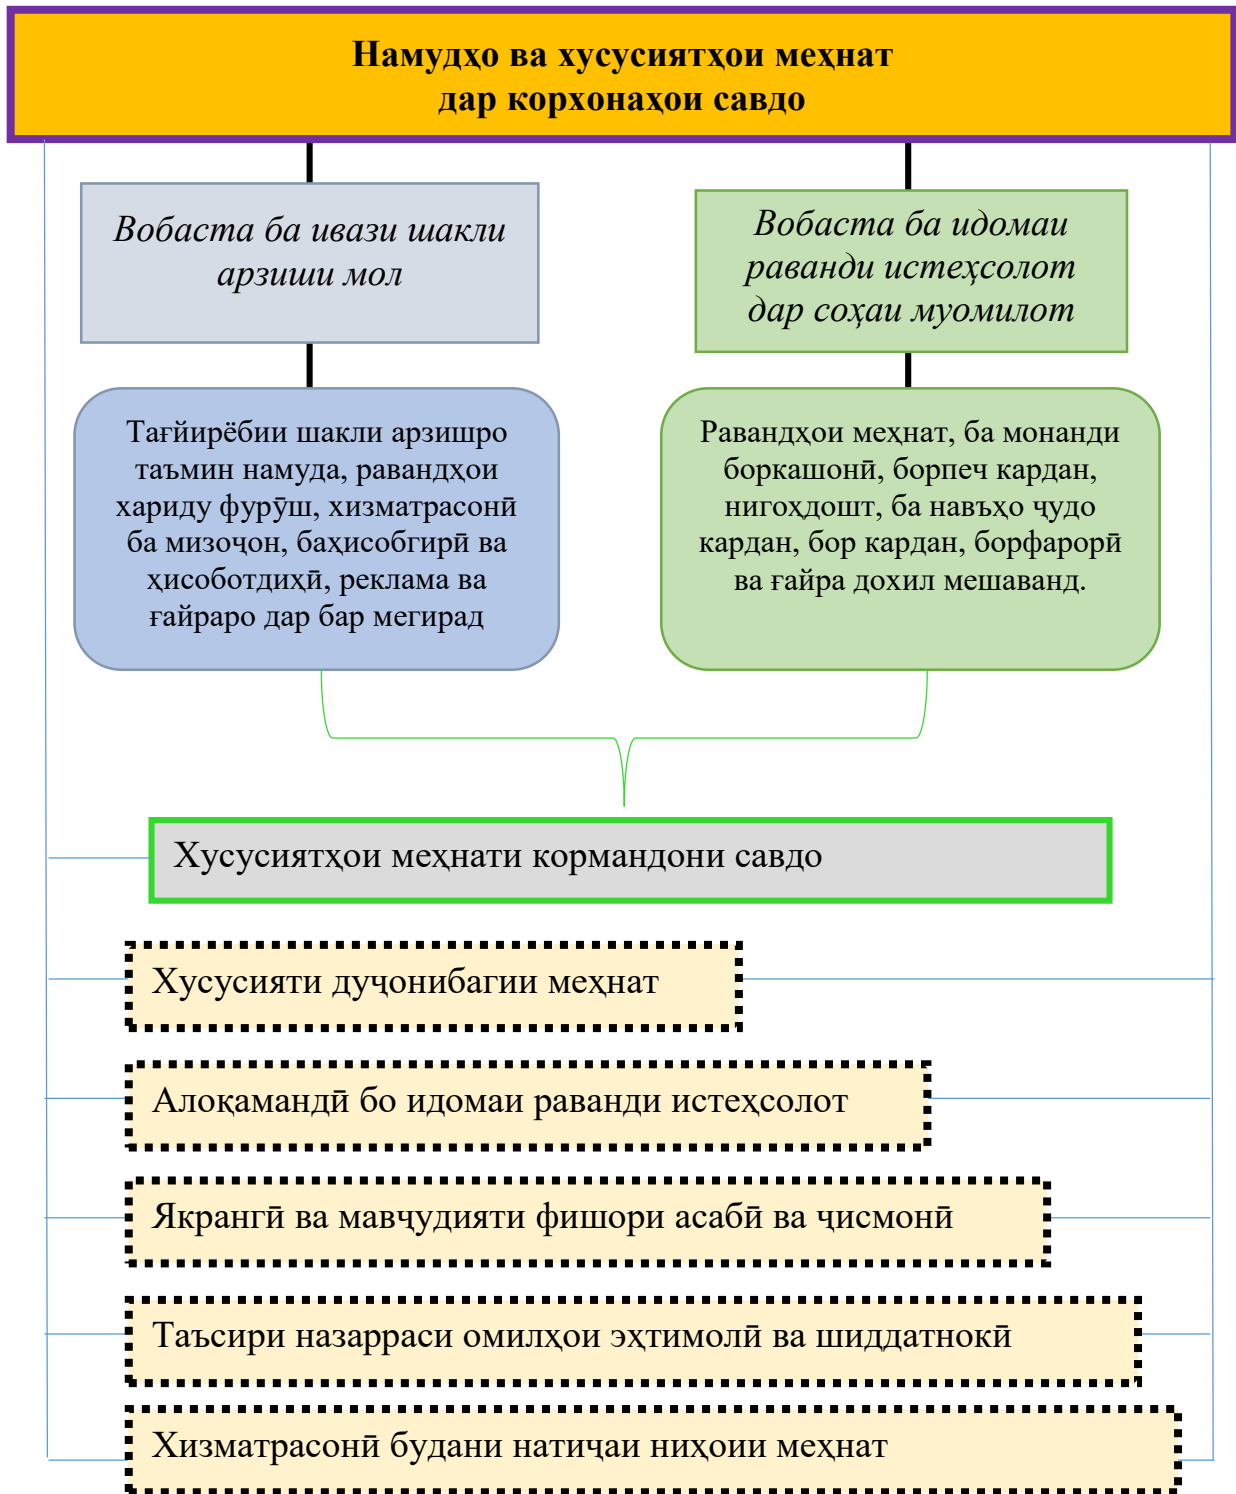 Намудҳо ва хусусиятҳои меҳнат
дар корхонаҳои савдо
Вобаста ба ивази шакли
арзиши мол
Вобаста ба идомаи
раванди истеҳсолот
дар соҳаи муомилот
Тағйирёбии шакли арзишро
таъмин намуда, равандҳои
хариду фурӯш, хизматрасонӣ
ба мизоҷон, баҳисобгирӣ ва
ҳисоботдиҳӣ, реклама ва
ғайраро дар бар мегирад
Равандҳои меҳнат, ба монанди
боркашонӣ, борпеч кардан,
нигоҳдошт, ба навъҳо ҷудо
кардан, бор кардан, борфарорӣ
ва ғайра дохил мешаванд.
Хусусиятҳои меҳнати кормандони савдо
Хусусияти дуҷонибагии меҳнат
Алоқамандӣ бо идомаи раванди истеҳсолот
Якрангӣ ва мавҷудияти фишори асабӣ ва ҷисмонӣ
Таъсири назарраси омилҳои эҳтимолӣ ва шиддатнокӣ
Хизматрасонӣ будани натиҷаи ниҳоии меҳнат